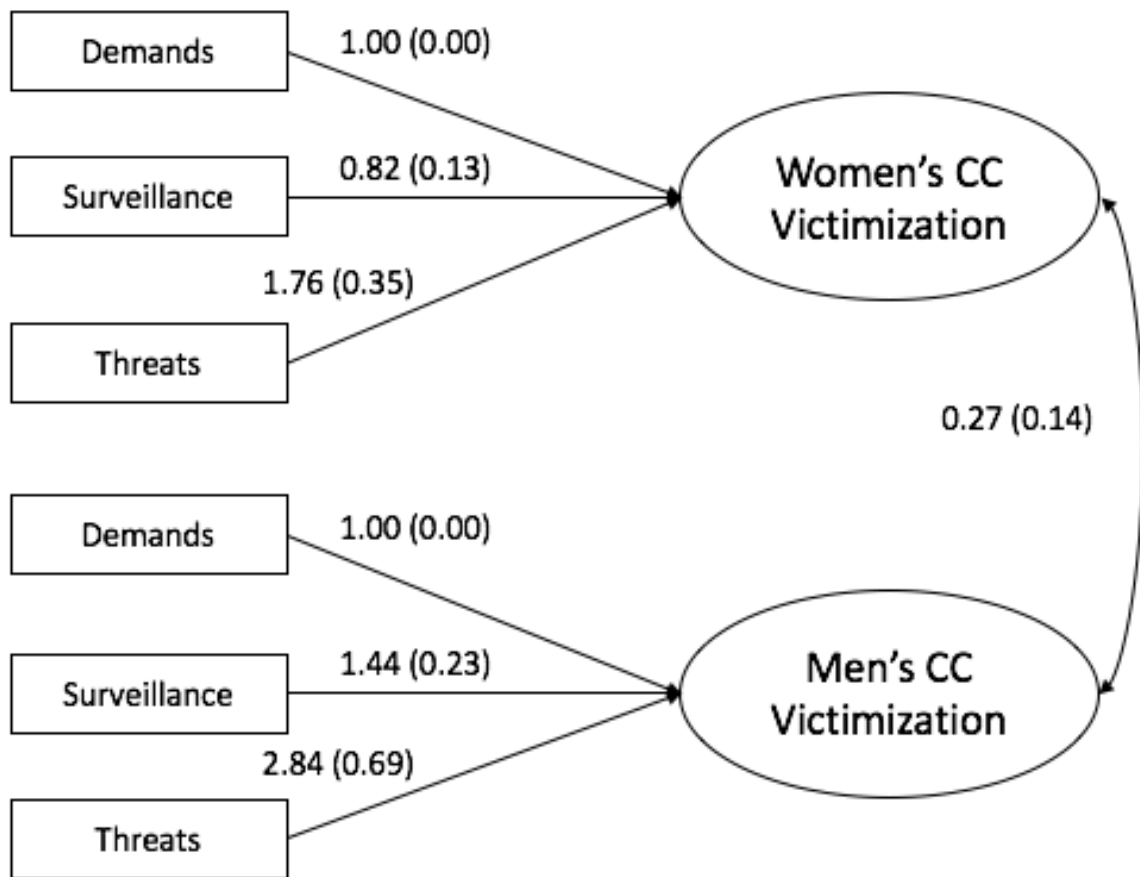 Demands
1.00 (0.00)
Surveillance
0.82 (0.13)
Women’s CC
Victimization
1.76 (0.35)
Threats
0.27 (0.14)
Demands
1.00 (0.00)
Surveillance
1.44 (0.23)
Men’s CC
Victimization
2.84 (0.69)
Threats